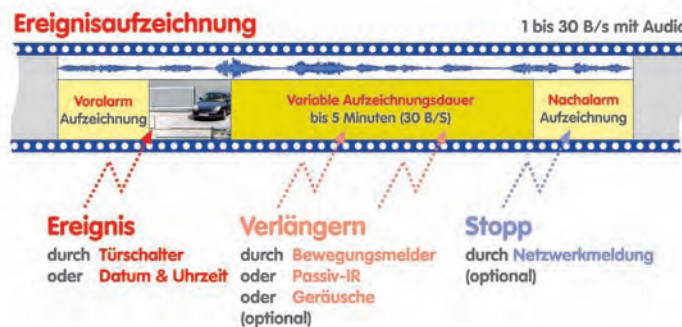 Ereignisaufzeichnung
1 bis 30 B/s mit Audio
Voralarm
Aufzeichnung
Variable Aufzeichnungsdauer
bis 5 Minuten (30 B/S)
Nachalarm
Aufzeichnung
Ereignis
durch Türschalter
oder Datum & Uhrzeit
Verlängern
durch Bewegungsmelder
oder Passiv-IR
oder Geräusche
(optional)
Stopp
durch Netzwerkmeldung
(optional)